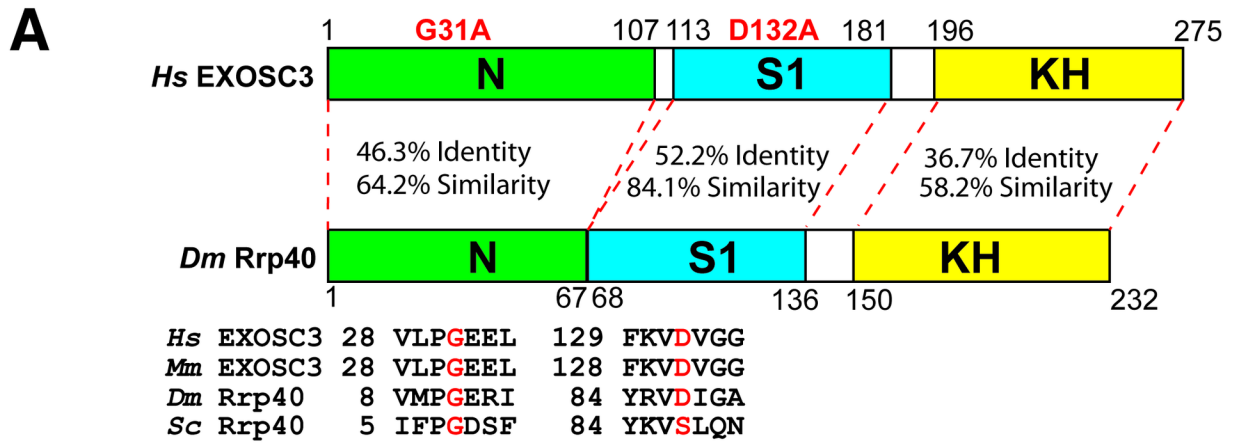 A
1 G31A 107 113 D132A 181 196 275
Hs EXOSC3 N S1 KH
46.3% Identity 52.2% Identity 36.7% Identity
64.2% Similarity 84.1% Similarity 58.2% Similarity
Dm Rrp40 N S1 KH
1 67 68 136 150 232
Hs EXOSC3 28 VLPGEEL 129 FKVDVGG
Mm EXOSC3 28 VLPGEEL 128 FKVDVGG
Dm Rrp40 8 VMPGERI 84 YRVDIGA
Sc Rrp40 5 IFPGDSF 84 YKVSLQN